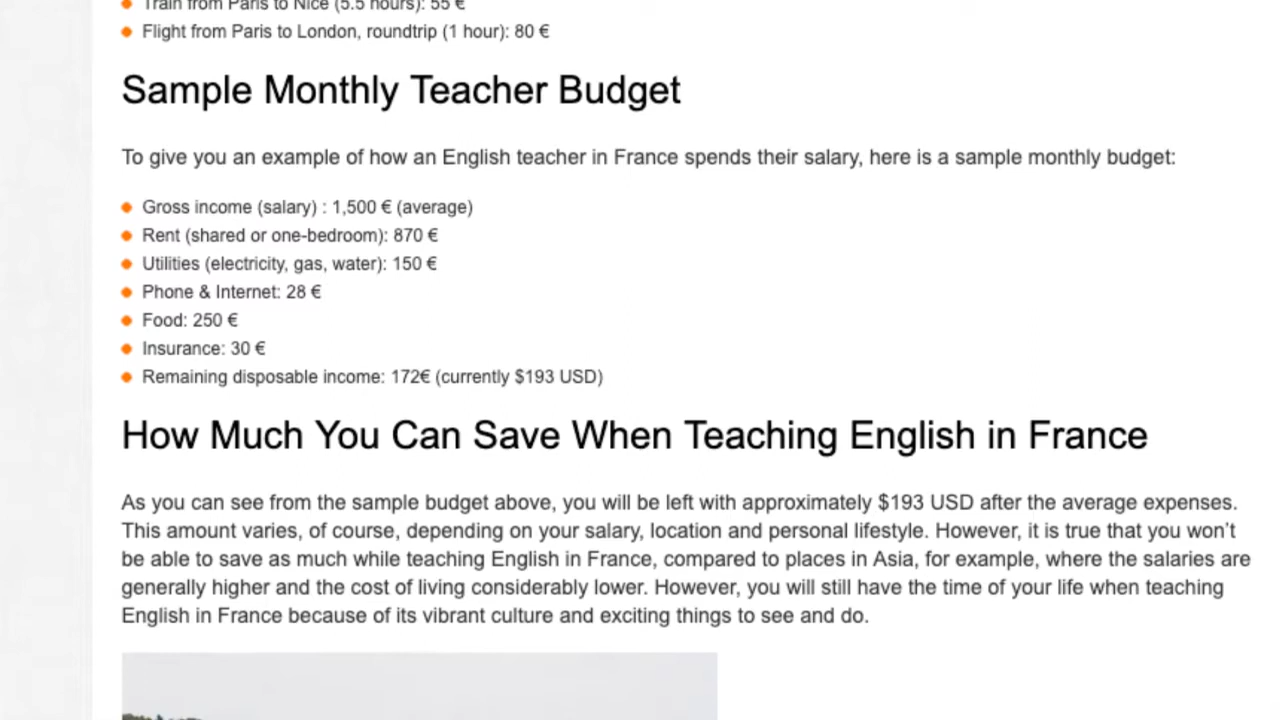 Train from Paris to Nice (5.5 hours): 55 €
Flight from Paris to London, roundtrip (1 hour): 80 €
Sample Monthly Teacher Budget
To give you an example of how an English teacher in France spends their salary, here is a sample monthly budget:
Gross income (salary) : 1,500 € (average)
Rent (shared or one-bedroom): 870 €
Utilities (electricity, gas, water): 150 €
Phone & Internet: 28 €
Food: 250 €
Insurance: 30 €
Remaining disposable income: 172€ (currently $193 USD)
How Much You Can Save When Teaching English in France
As you can see from the sample budget above, you will be left with approximately $193 USD after the average expenses.
This amount varies, of course, depending on your salary, location and personal lifestyle. However, it is true that you won’t
be able to save as much while teaching English in France, compared to places in Asia, for example, where the salaries are
generally higher and the cost of living considerably lower. However, you will still have the time of your life when teaching
English in France because of its vibrant culture and exciting things to see and do.